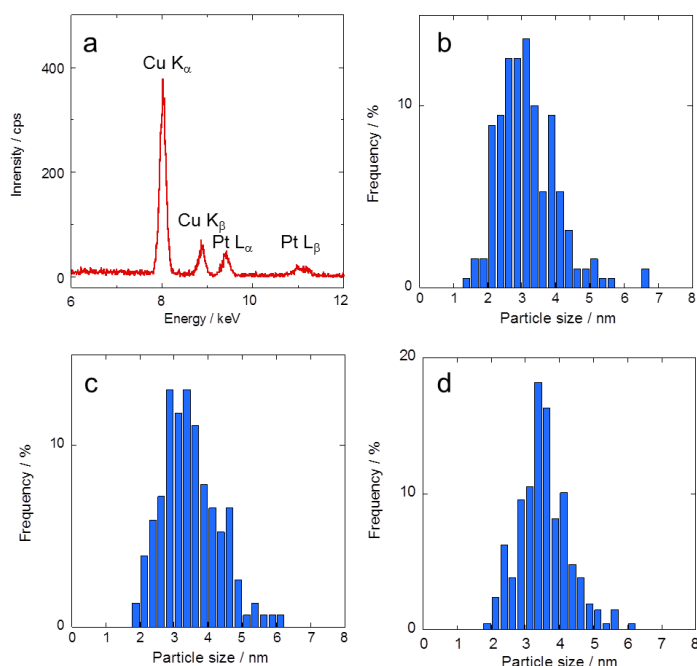 a
Inrensity / cps
400
200
0
Cu Kα
Cu Kβ
Pt Lα
Pt Lβ
6 8 10 12
Energy / keV
b
Frequency / %
10
0
0 1 2 3 4 5 6 7 8
Particle size / nm
c
Frequency / %
10
0
0 1 2 3 4 5 6 7 8
Particle size / nm
d
Frequency / %
20
10
0
0 1 2 3 4 5 6 7 8
Particle size / nm